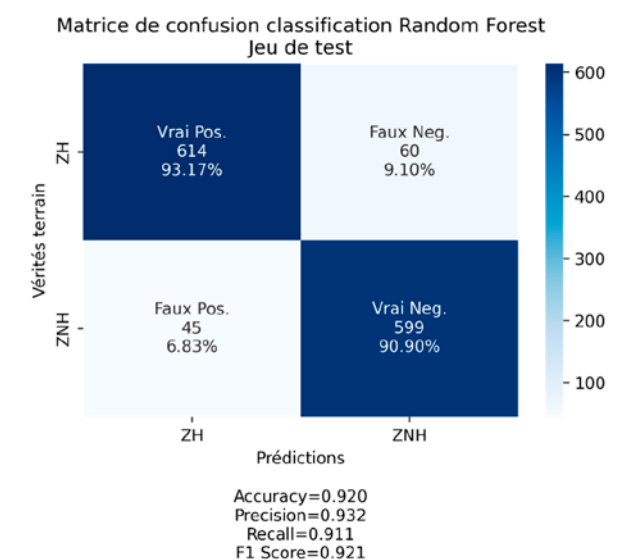 Matrice de confusion classification Random Forest
Jeu de test
Vrai Pos.
614
93.17%
Faux Neg.
60
9.10%
Faux Pos.
45
6.83%
Vrai Neg.
599
90.90%
ZH
ZNH
Vérités terrain
ZH
ZNH
Prédictions
600
500
400
300
200
100
Accuracy=0.920
Precision=0.932
Recall=0.911
F1 Score=0.921